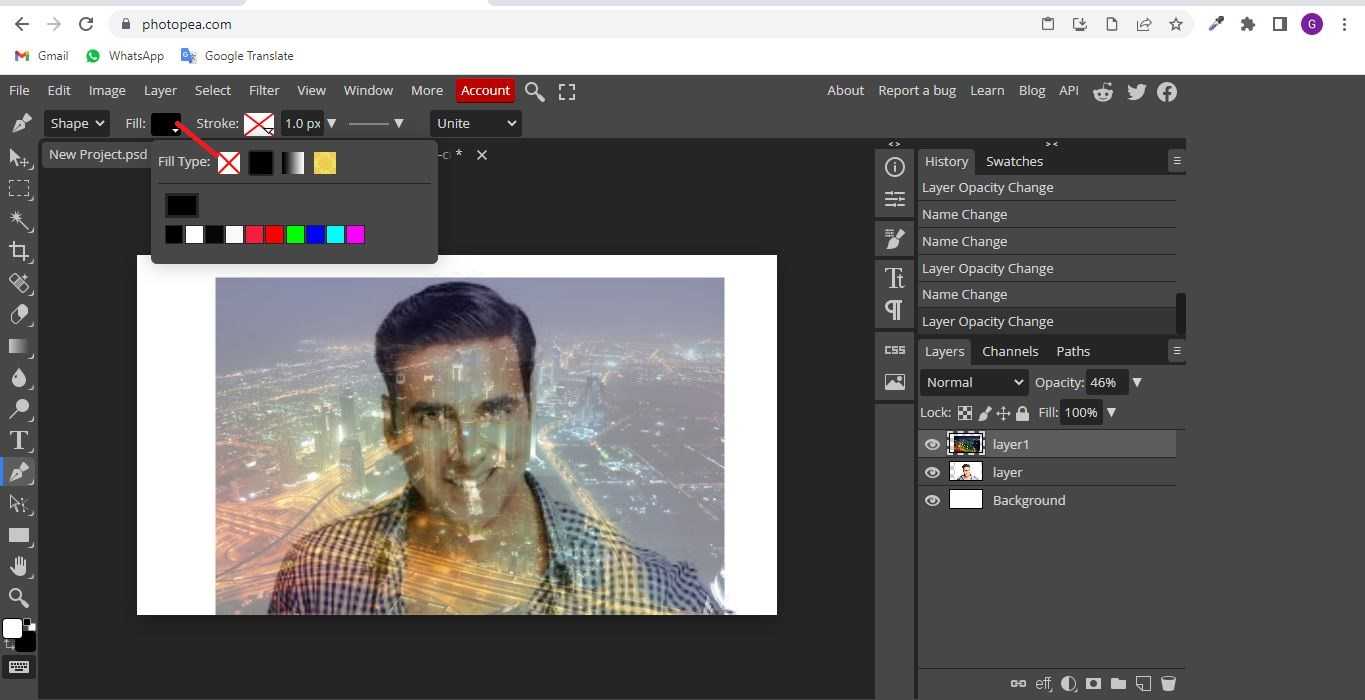 photopea.com
G
Gmail WhatsApp Google Translate
File Edit Image Layer Select Filter View Window More Account About Report a bug Learn Blog API
Shape Fill: Stroke: 1.0 px Unite
New Project.psd *
Fill Type:
< > > <
History Swatches
Layer Opacity Change
Name Change
Name Change
Layer Opacity Change
Name Change
Layer Opacity Change
CSS
Layers Channels Paths
Normal Opacity: 46%
Lock: Fill: 100%
layer1
layer
Background
eff